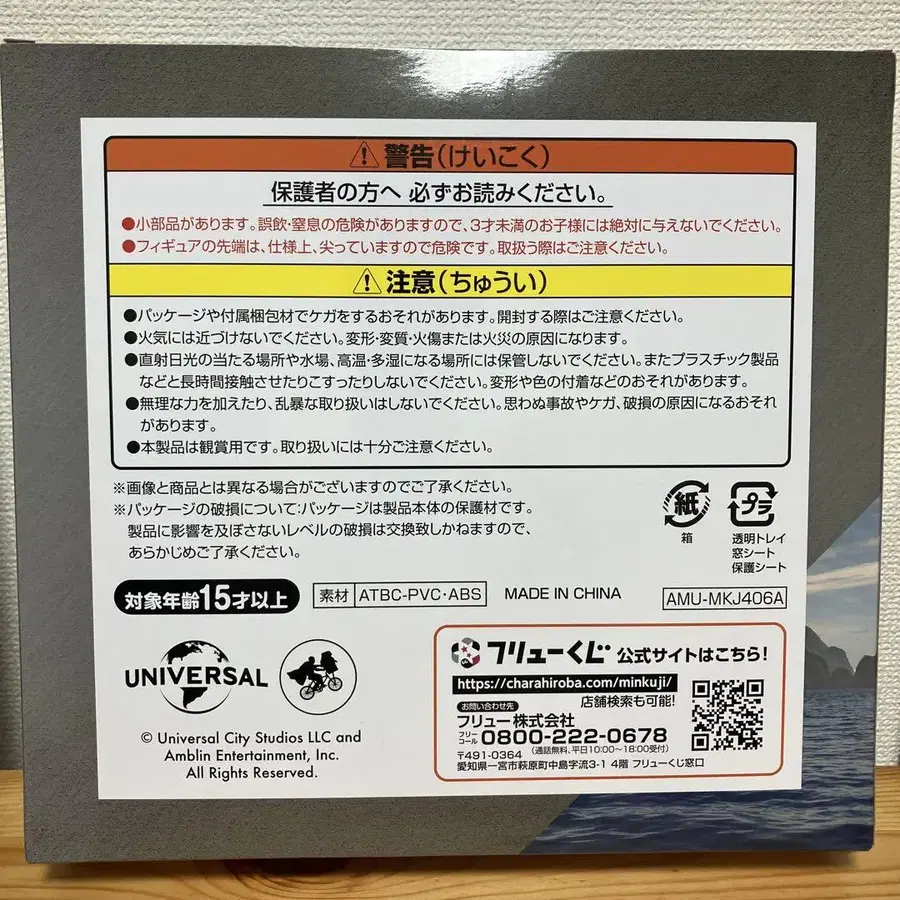 ⚠警告(けいこく)
保護者の方へ 必ずお読みください。
●小部品があります。誤飲・窒息の危険がありますので、3才未満のお子様には絶対に与えないでください。
●フィギュアの先端は、仕様上、尖っていますので危険です。取扱う際はご注意ください。
⚠注意(ちゅうい)
●パッケージや付属梱包材でケガをするおそれがあります。開封する際はご注意ください。
●火気には近づけないでください。変形・変質・火傷または火災の原因になります。
●直射日光の当たる場所や水場、高温・多湿になる場所には保管しないでください。またプラスチック製品
などと長時間接触させたりこすったりしないでください。変形や色の付着などのおそれがあります。
●無理な力を加えたり、乱暴な取り扱いはしないでください。思わぬ事故やケガ、破損の原因になるおそれ
があります。
●本製品は観賞用です。取り扱いには十分ご注意ください。
※画像と商品とは異なる場合がございますのでご了承ください。
※パッケージの破損について:パッケージは製品本体の保護材です。
製品に影響を及ぼさないレベルの破損は交換致しかねますので、
あらかじめご了承ください。
紙
箱
プラ
透明トレイ
窓シート
保護シート
対象年齢15才以上
素材 ATBC-PVC・ABS
MADE IN CHINA
AMU-MKJ406A
UNIVERSAL
© Universal City Studios LLC and
Amblin Entertainment, Inc.
All Rights Reserved.
フリューくじ 公式サイトはこちら!
https://charahiroba.com/minkuji/
店舗検索も可能!
お問い合わせ先
フリュー株式会社
フリーコール 0800-222-0678
(通話無料、平日10:00~18:00受付)
〒491-0364
愛知県一宮市萩原町中島字流3-1 4階 フリューくじ窓口